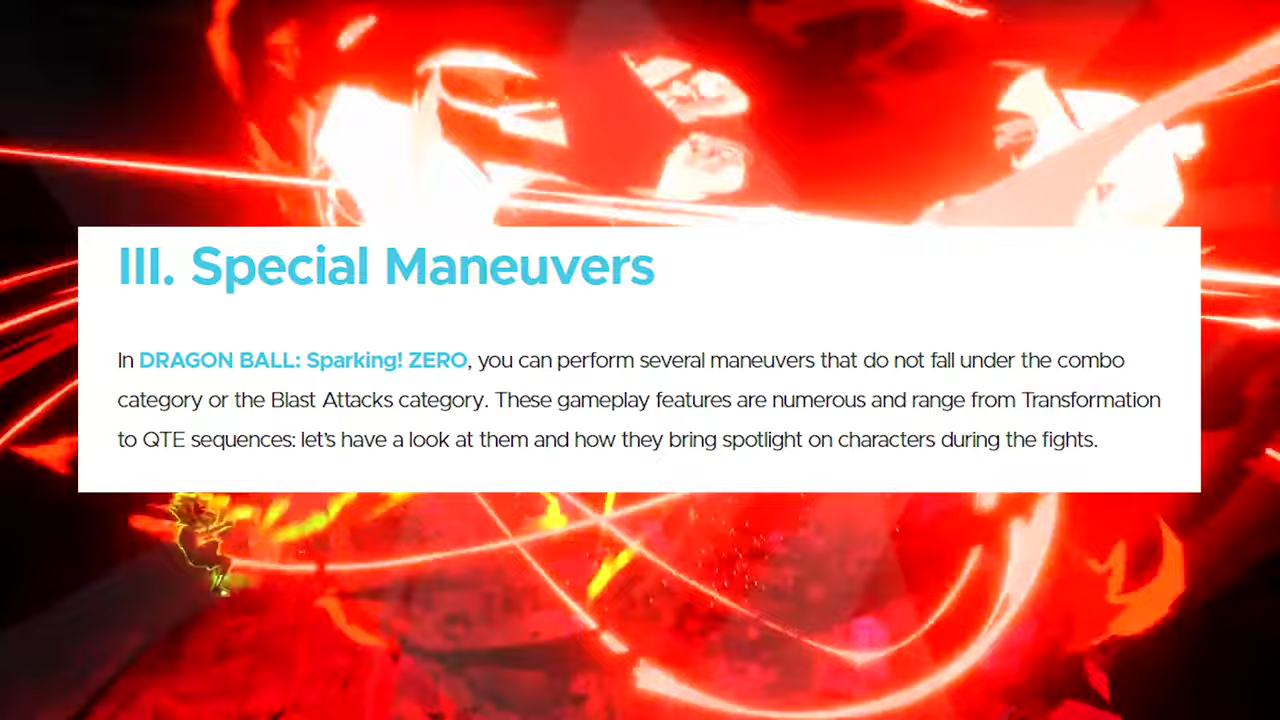 III. Special Maneuvers
In DRAGON BALL: Sparking! ZERO, you can perform several maneuvers that do not fall under the combo
category or the Blast Attacks category. These gameplay features are numerous and range from Transformation
to QTE sequences: let's have a look at them and how they bring spotlight on characters during the fights.